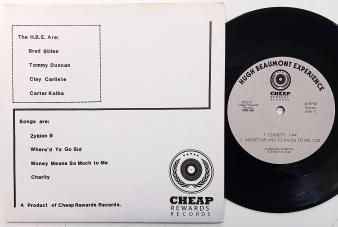 The H.B.E. Are:
Brad Stiles
Tommy Duncan
Clay Carlisle
Carter Kolba
Songs are:
Zyklon B
Where'd Ya Go Sid
Money Means So Much to Me
Charity
A Product of Cheap Rewards Records.
CHEAP
REWARDS
RECORDS
HUGH BEAUMONT EXPERIENCE
CHEAP
REWARDS
RECORDS
45 RPM
1. CHARITY
2. MONEY MEANS SO MUCH TO ME